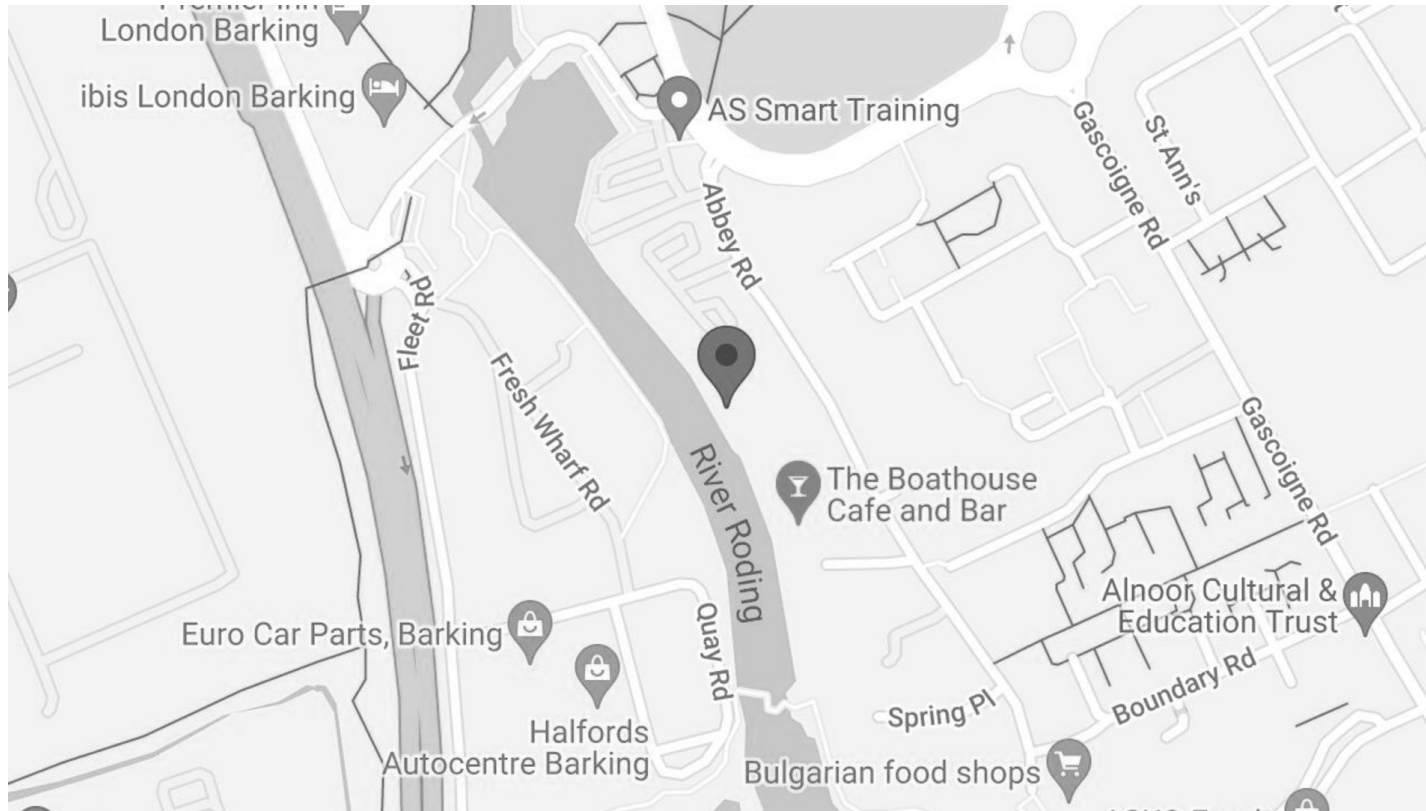 Premier Inn
London Barking
ibis London Barking
AS Smart Training
Gascoigne Rd
St Ann's
Abbey Rd
Fleet Rd
Fresh Wharf Rd
River Roding
The Boathouse
Cafe and Bar
Gascoigne Rd
Alnoor Cultural &
Education Trust
Euro Car Parts, Barking
Quay Rd
Boundary Rd
Spring Pl
Halfords
Autocentre Barking
Bulgarian food shops